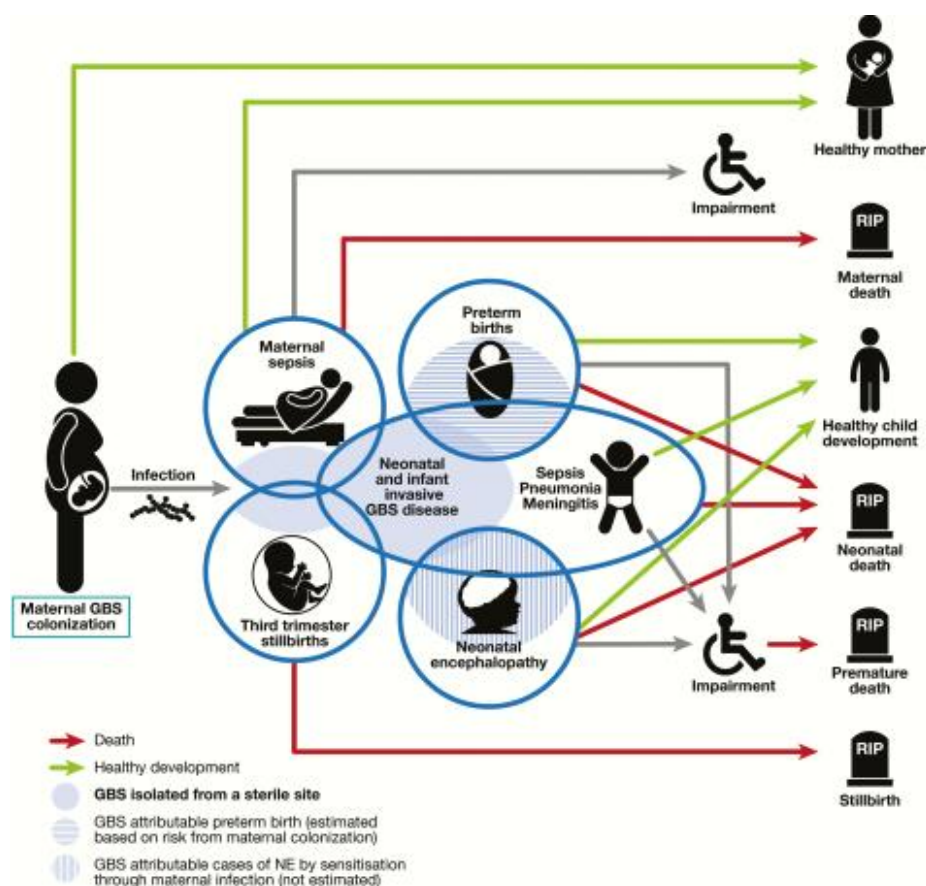 Healthy mother
Impairment
RIP
Maternal
death
Preterm
births
Maternal
sepsis
Healthy child
development
Infection
Neonatal
and infant
invasive
GBS disease
Sepsis
Pneumonia
Meningitis
RIP
Neonatal
death
Maternal GBS
colonization
Third trimester
stillbirths
Neonatal
encephalopathy
Impairment
RIP
Premature
death
RIP
Stillbirth
Death
Healthy development
GBS isolated from a sterile site
GBS attributable preterm birth (estimated
based on risk from maternal colonization)
GBS attributable cases of NE by sensitisation
through maternal infection (not estimated)